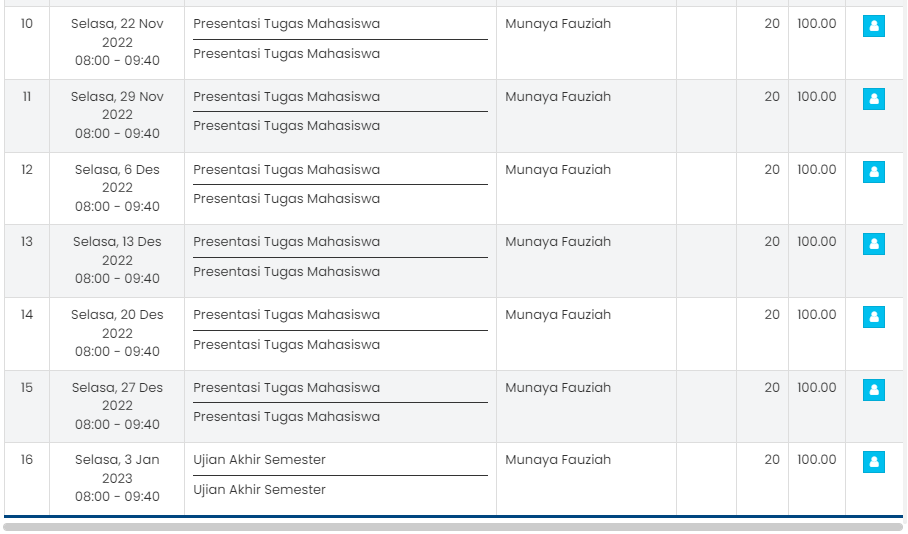 10
Selasa, 22 Nov
2022
08:00 - 09:40
Presentasi Tugas Mahasiswa
Presentasi Tugas Mahasiswa
Munaya Fauziah
20
100.00
11
Selasa, 29 Nov
2022
08:00 - 09:40
Presentasi Tugas Mahasiswa
Presentasi Tugas Mahasiswa
Munaya Fauziah
20
100.00
12
Selasa, 6 Des
2022
08:00 - 09:40
Presentasi Tugas Mahasiswa
Presentasi Tugas Mahasiswa
Munaya Fauziah
20
100.00
13
Selasa, 13 Des
2022
08:00 - 09:40
Presentasi Tugas Mahasiswa
Presentasi Tugas Mahasiswa
Munaya Fauziah
20
100.00
14
Selasa, 20 Des
2022
08:00 - 09:40
Presentasi Tugas Mahasiswa
Presentasi Tugas Mahasiswa
Munaya Fauziah
20
100.00
15
Selasa, 27 Des
2022
08:00 - 09:40
Presentasi Tugas Mahasiswa
Presentasi Tugas Mahasiswa
Munaya Fauziah
20
100.00
16
Selasa, 3 Jan
2023
08:00 - 09:40
Ujian Akhir Semester
Ujian Akhir Semester
Munaya Fauziah
20
100.00